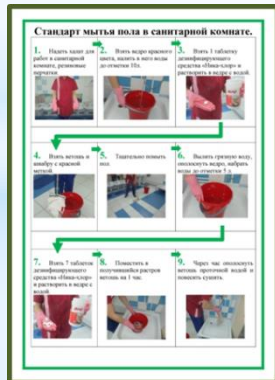 Стандарт мытья пола в санитарной комнате.
1. Надеть халат для
работ в санитарной
комнате, резиновые
перчатки.
2. Взять ведро красного
цвета, налить в него воды
до отметки 10л.
3. Взять 1 таблетку
дезинфицирующего
средства «Ника-хлор» и
растворить в ведре с водой.
4. Взять ветошь и
швабру с красной
меткой.
5. Тщательно помыть
пол.
6. Вылить грязную воду,
ополоснуть ведро, набрать
воды до отметки 5 л.
7. Взять 7 таблеток
дезинфицирующего
средства «Ника-хлор»
и растворить в ведре с
водой.
8. Поместить в
получившийся раствор
ветошь на 1 час.
9. Через час ополоснуть
ветошь проточной водой и
повесить сушить.